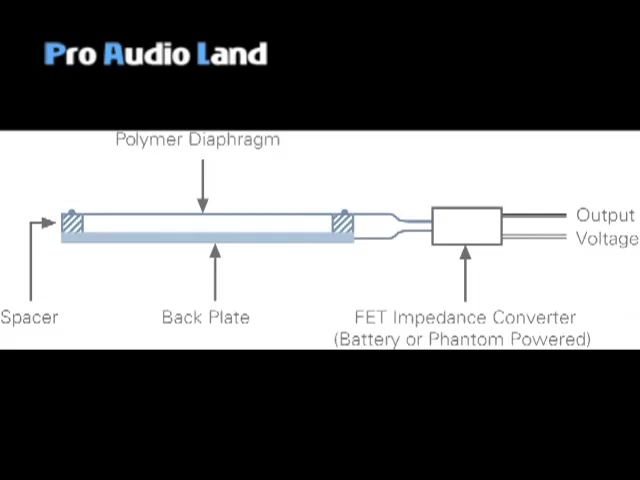 Pro Audio Land
Polymer Diaphragm
Output
Voltage
Spacer
Back Plate
FET Impedance Converter
(Battery or Phantom Powered)